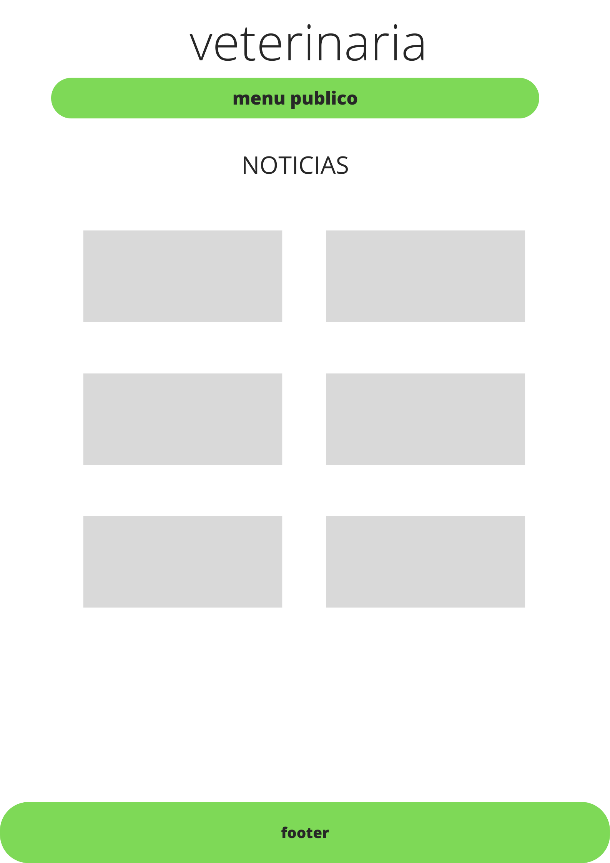 veterinaria
menu publico
NOTICIAS
footer